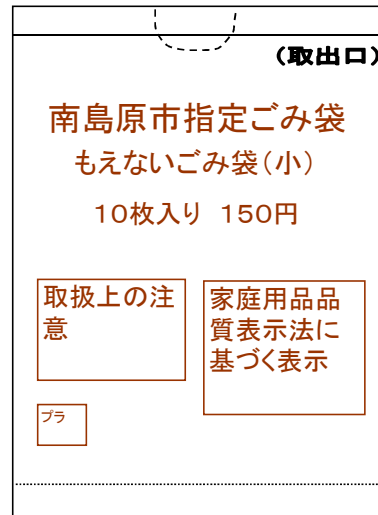 (取出口)
南島原市指定ごみ袋
もえないごみ袋(小)
10枚入り 150円
取扱上の注
意
家庭用品品
質表示法に
基づく表示
プラ